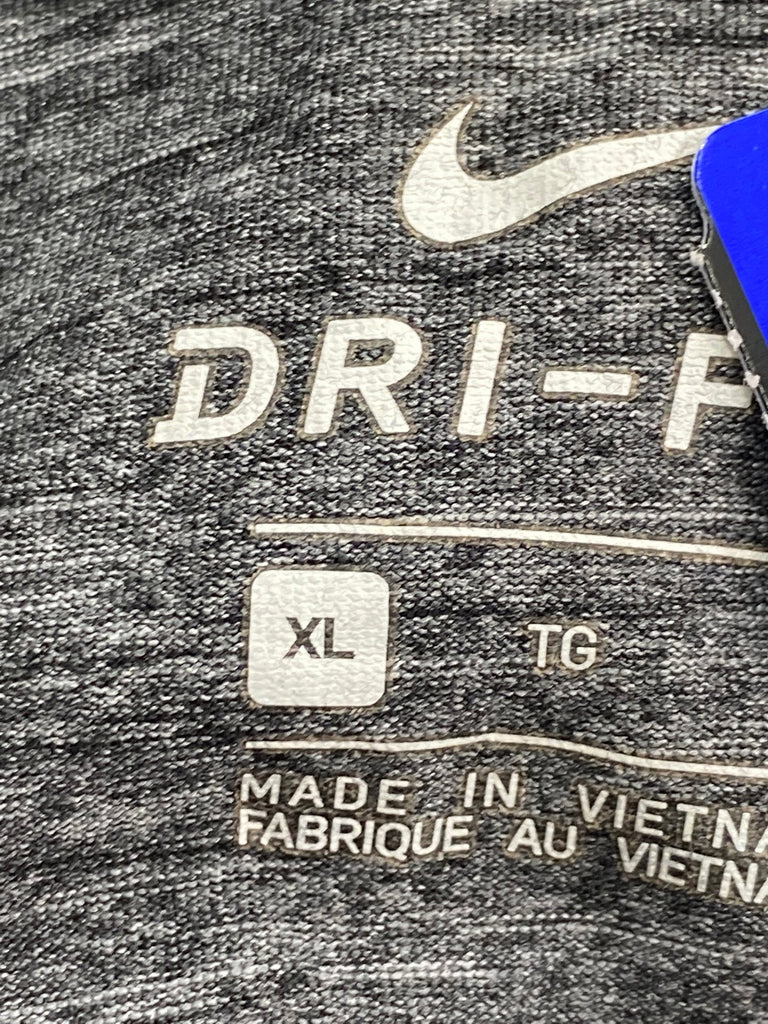 DRI-F
XL TG
MADE IN VIETNA
FABRIQUE AU VIETNA